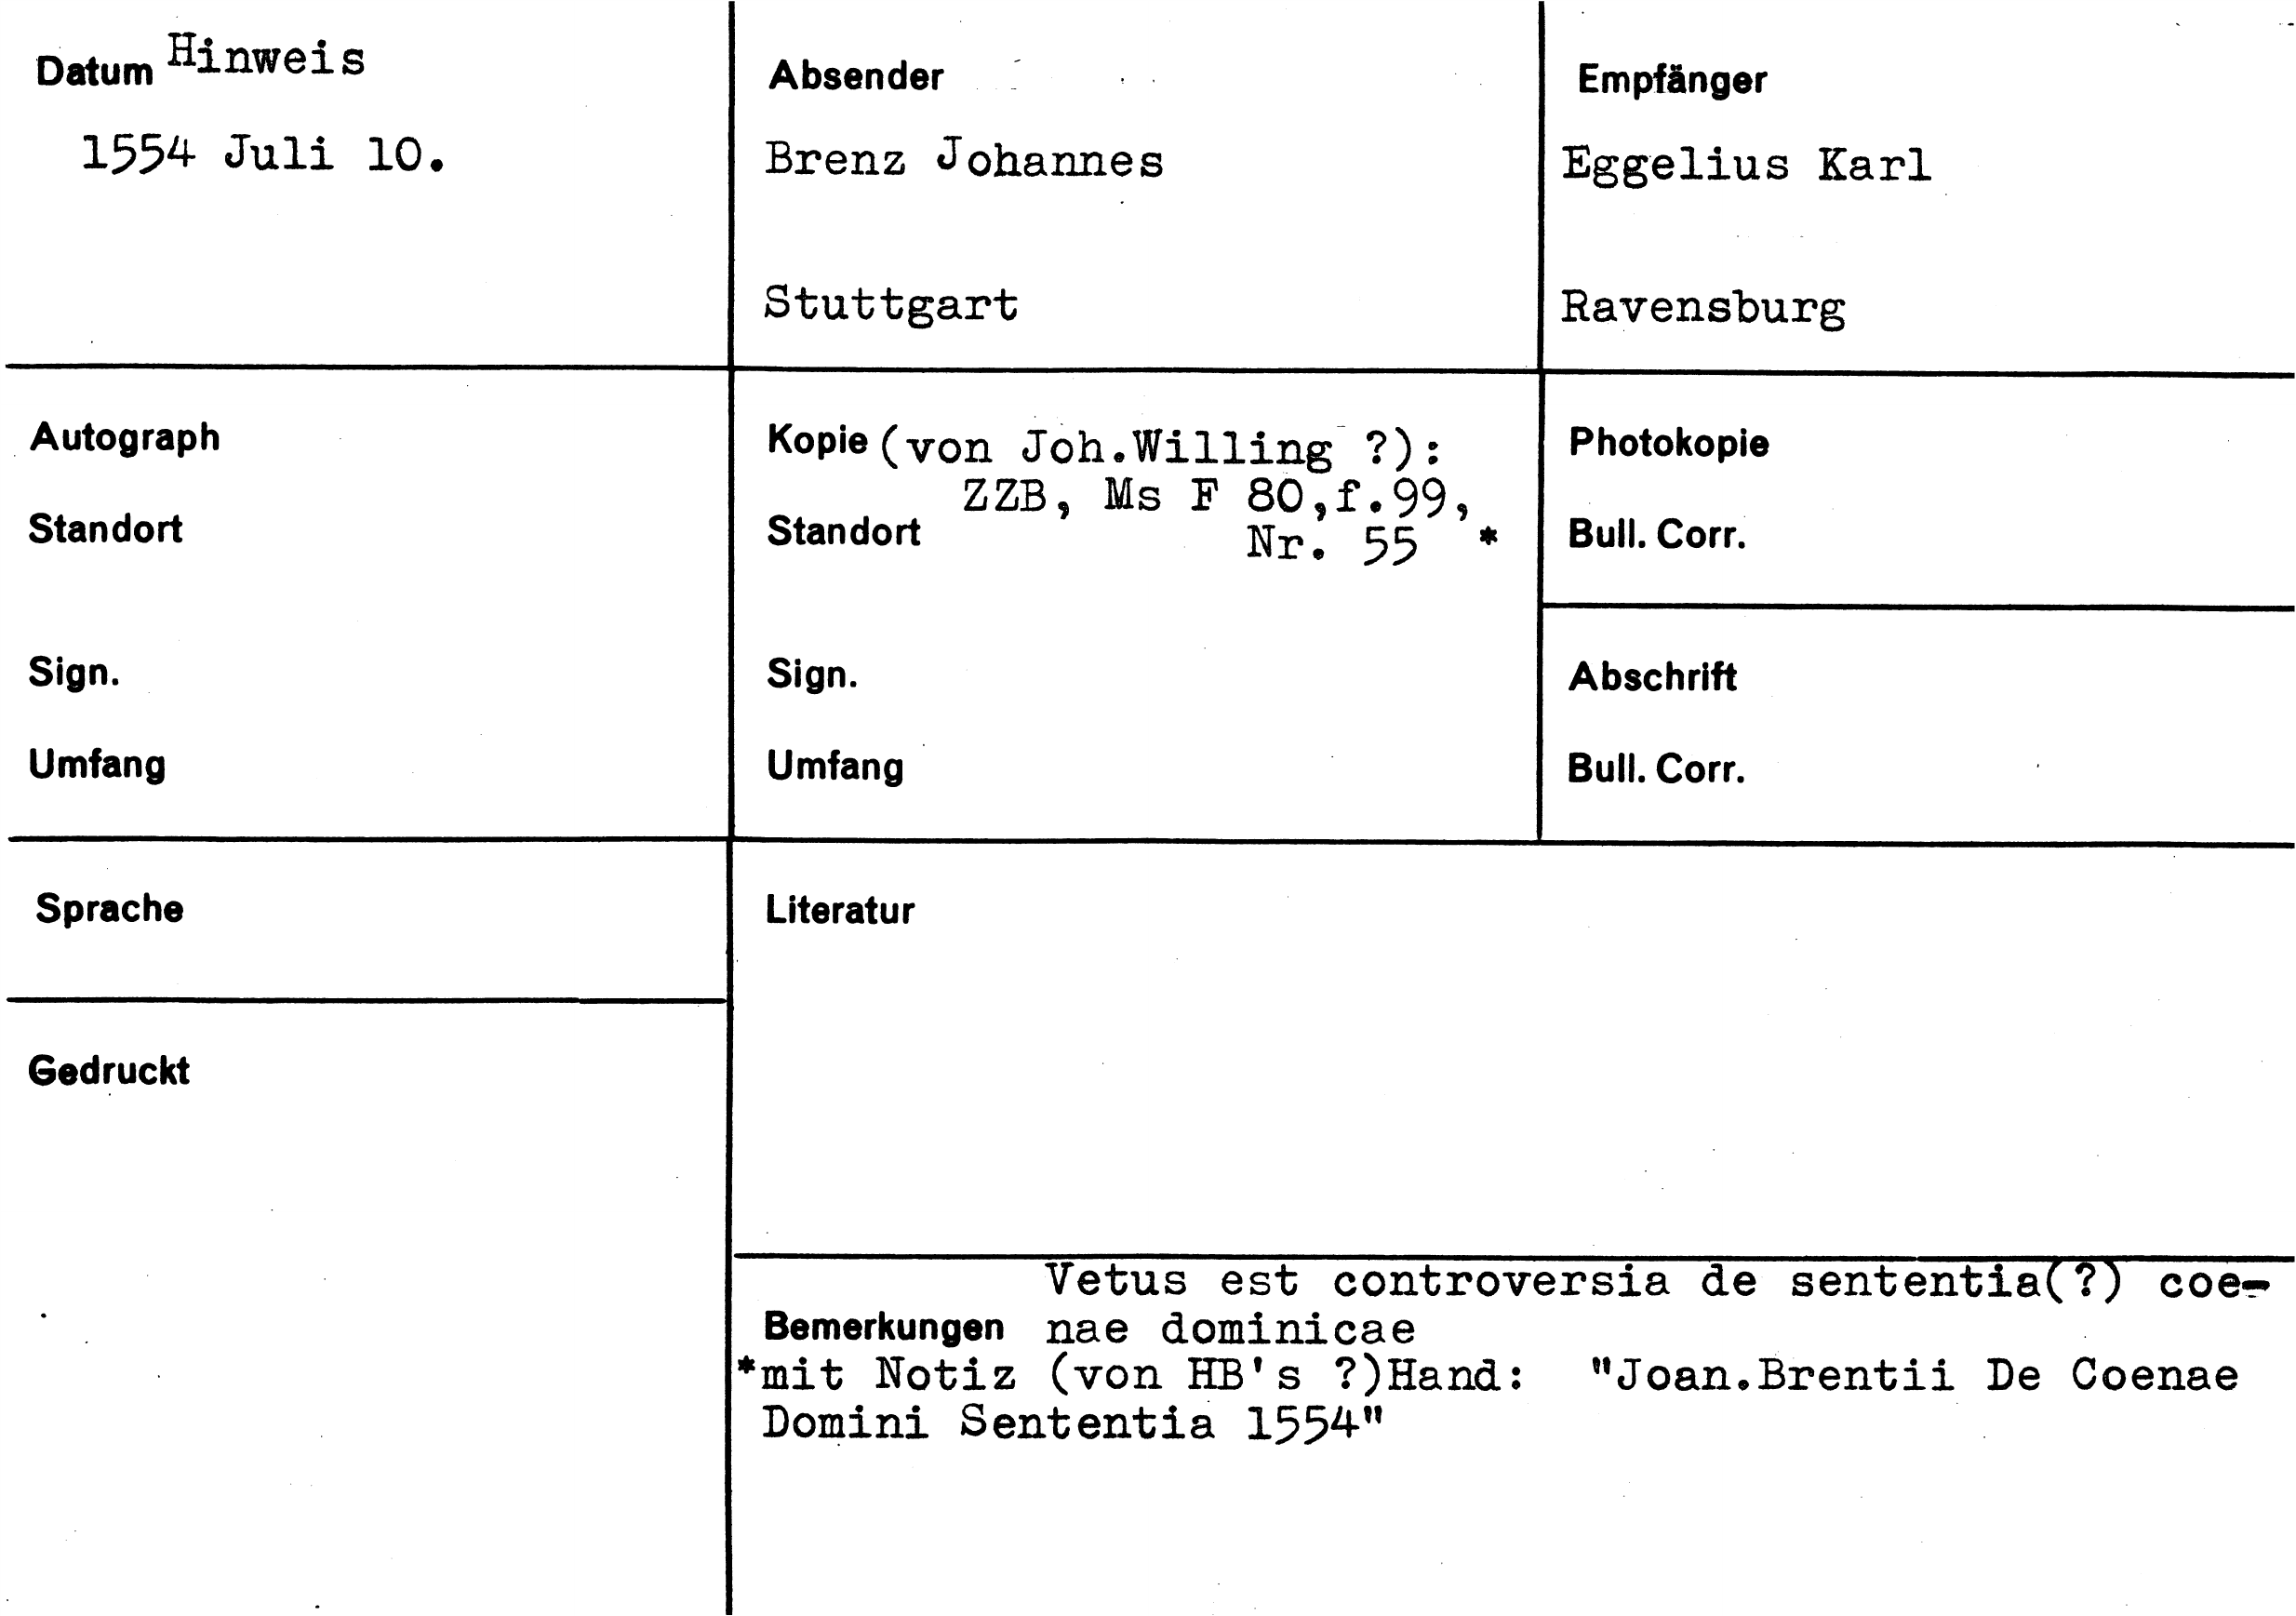 Datum Hinweis
1554 Juli 10.
Absender
Brenz Johannes
Stuttgart
Empfänger
Eggelius Karl
Ravensburg
Autograph
Standort
Sign.
Umfang
Kopie (von Joh.Willing ?):
ZZB, Ms F 80,f.99,
Standort Nr. 55 *
Sign.
Umfang
Photokopie
Bull. Corr.
Abschrift
Bull. Corr.
Sprache
Gedruckt
Literatur
Vetus est controversia de sententia(?) coe-
Bemerkungen nae dominicae
*mit Notiz (von HB's ?)Hand: "Joan.Brentii De Coenae
Domini Sententia 1554"